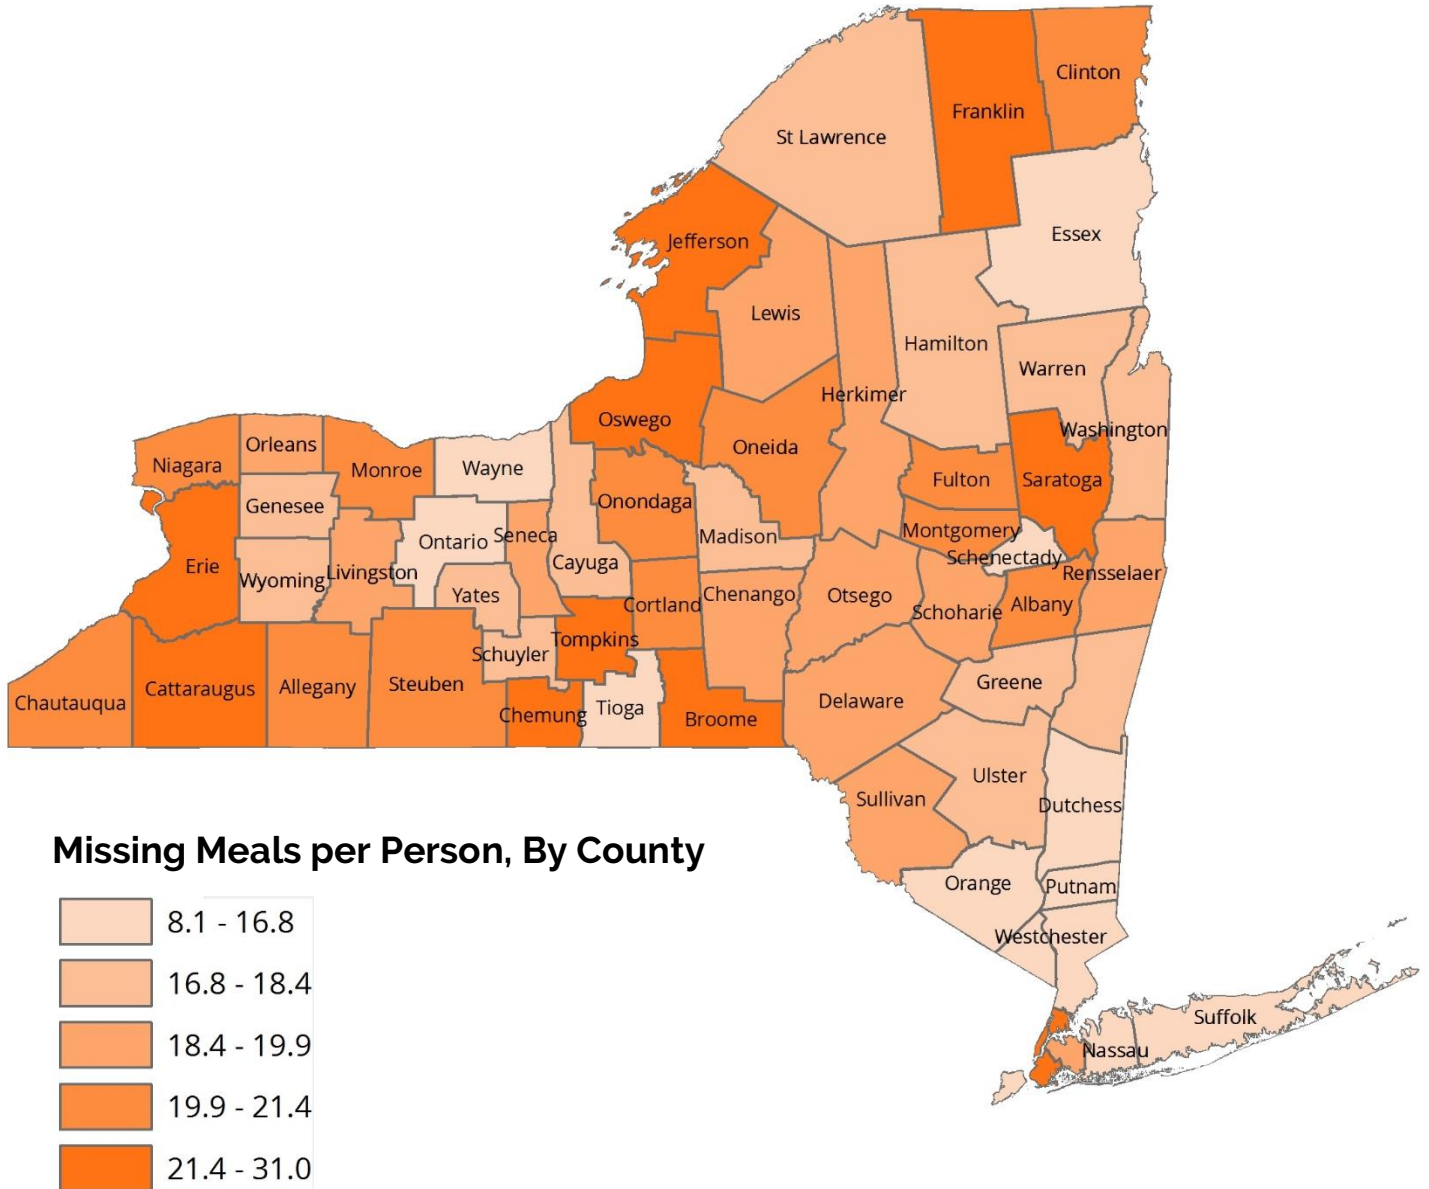 Clinton
Franklin
St Lawrence
Essex
Jefferson
Lewis
Hamilton
Warren
Herkimer
Oswego
Washington
Oneida
Orleans
Niagara
Monroe
Wayne
Fulton
Saratoga
Onondaga
Genesee
Montgomery
Seneca
Madison
Ontario
Schenectady
Cayuga
Erie
Livingston
Rensselaer
Wyoming
Chenango
Yates
Otsego
Cortland
Albany
Schoharie
Tompkins
Schuyler
Greene
Steuben
Allegany
Cattaraugus
Delaware
Chautauqua
Tioga
Chemung
Broome
Ulster
Sullivan
Dutchess
Missing Meals per Person, By County
Orange
Putnam
8.1 - 16.8
Westchester
16.8 - 18.4
Suffolk
18.4 - 19.9
Nassau
19.9 - 21.4
21.4 - 31.0